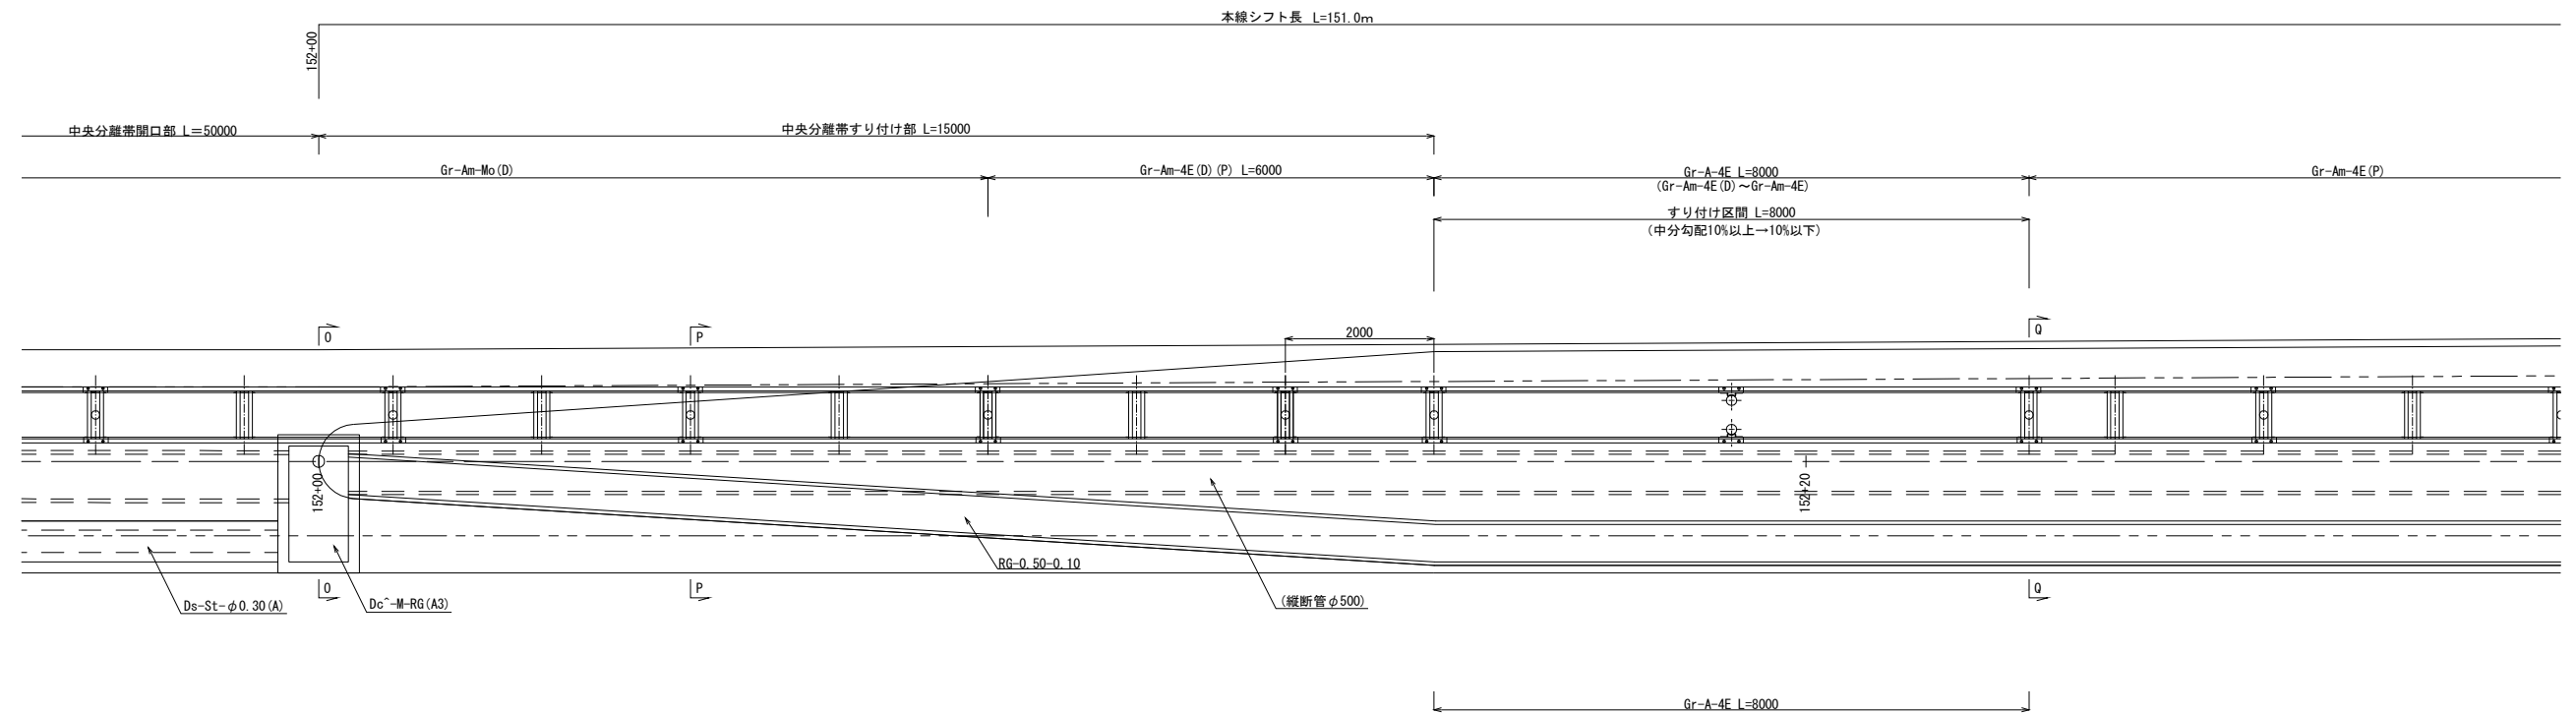 本線シフト長 L=151.0m
152+00
中央分離帯開口部 L=50000
中央分離帯すり付け部 L=15000
Gr-Am-Mo(D)
Gr-Am-4E(D)(P) L=6000
Gr-A-4E L=8000
(Gr-Am-4E(D)～Gr-Am-4E)
Gr-Am-4E(P)
すり付け区間 L=8000
(中分勾配10%以上→10%以下)
O
P
2000
Q
152+00
152+20
RG-0.50-0.10
Ds-St-φ0.30(A)
O
Dc^-M-RG(A3)
P
(縦断管φ500)
Q
Gr-A-4E L=8000